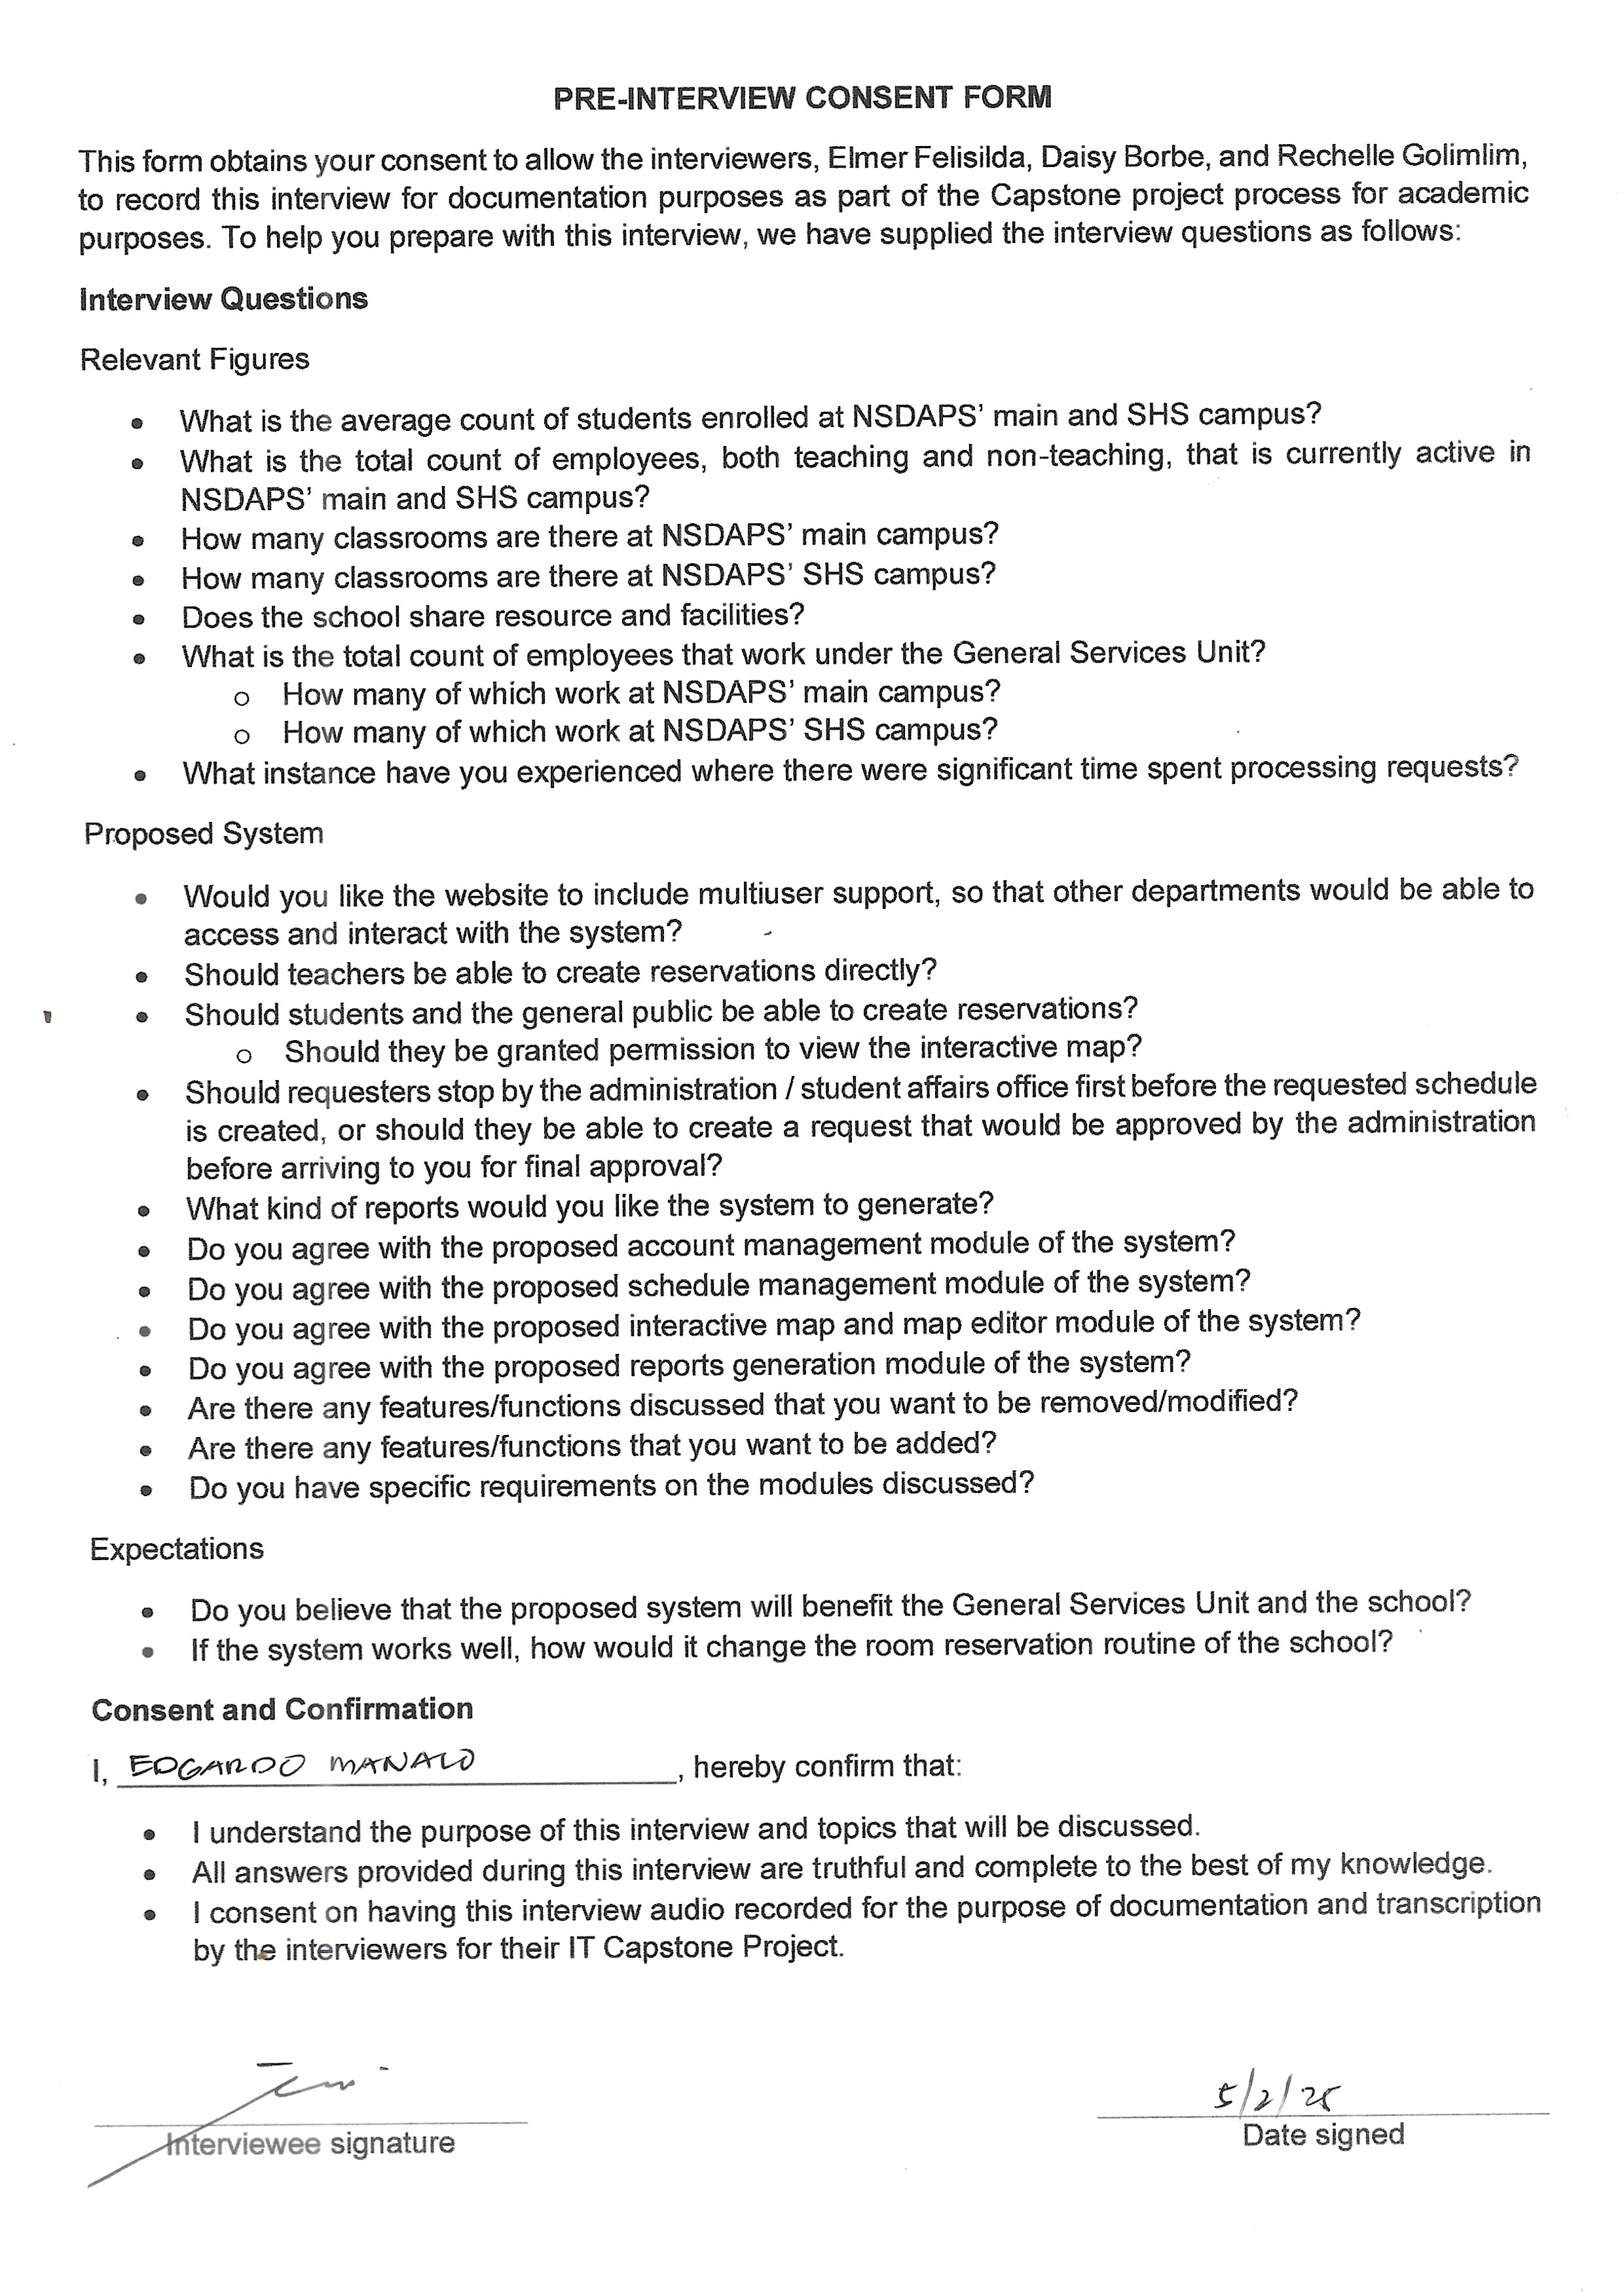 PRE-INTERVIEW CONSENT FORM
This form obtains your consent to allow the interviewers, Elmer Felisilda, Daisy Borbe, and Rechelle Golimlim,
to record this interview for documentation purposes as part of the Capstone project process for academic
purposes. To help you prepare with this interview, we have supplied the interview questions as follows:
Interview Questions
Relevant Figures
• What is the average count of students enrolled at NSDAPS' main and SHS campus?
• What is the total count of employees, both teaching and non-teaching, that is currently active in
NSDAPS' main and SHS campus?
• How many classrooms are there at NSDAPS' main campus?
• How many classrooms are there at NSDAPS' SHS campus?
• Does the school share resource and facilities?
• What is the total count of employees that work under the General Services Unit?
o How many of which work at NSDAPS' main campus?
o How many of which work at NSDAPS' SHS campus?
• What instance have you experienced where there were significant time spent processing requests?
Proposed System
• Would you like the website to include multiuser support, so that other departments would be able to
access and interact with the system?
• Should teachers be able to create reservations directly?
• Should students and the general public be able to create reservations?
o Should they be granted permission to view the interactive map?
• Should requesters stop by the administration / student affairs office first before the requested schedule
is created, or should they be able to create a request that would be approved by the administration
before arriving to you for final approval?
• What kind of reports would you like the system to generate?
• Do you agree with the proposed account management module of the system?
• Do you agree with the proposed schedule management module of the system?
• Do you agree with the proposed interactive map and map editor module of the system?
• Do you agree with the proposed reports generation module of the system?
• Are there any features/functions discussed that you want to be removed/modified?
• Are there any features/functions that you want to be added?
• Do you have specific requirements on the modules discussed?
Expectations
• Do you believe that the proposed system will benefit the General Services Unit and the school?
• If the system works well, how would it change the room reservation routine of the school?
Consent and Confirmation
I, EDGARDO MANALO, hereby confirm that:
• I understand the purpose of this interview and topics that will be discussed.
• All answers provided during this interview are truthful and complete to the best of my knowledge.
• I consent on having this interview audio recorded for the purpose of documentation and transcription
by the interviewers for their IT Capstone Project.
5/2/25
Interviewee signature
Date signed